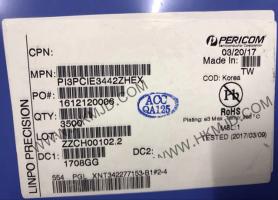 PERICOM
03/20/17
Made in:
TW
COD: Korea
CPN:
MPN:
PI3PCIE3442ZHEX
PO#:
1612120006
QTY:
3500
LOT:
ZZCH00102.2
DC1:
1708GG
DC2:
ACC
QA125
Pb
RoHS
MSL:1
TESTED (2017/03/09)
554 PGL XNT342277153-B1#2-4
LINPO PRECISION
WWW.HKMJD.COM